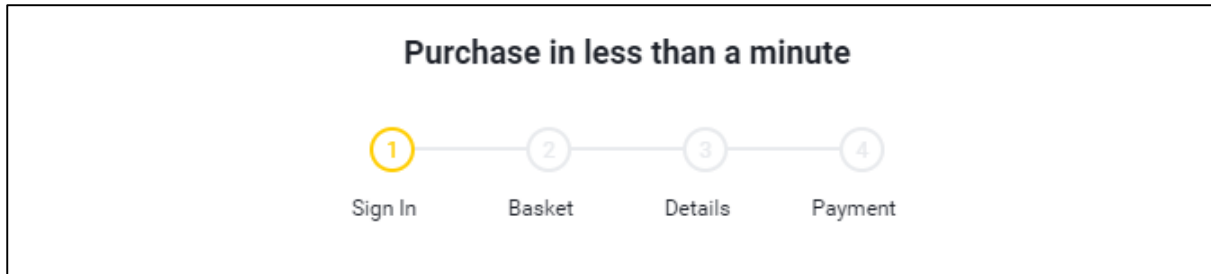 Purchase in less than a minute
1 2 3 4
Sign In Basket Details Payment